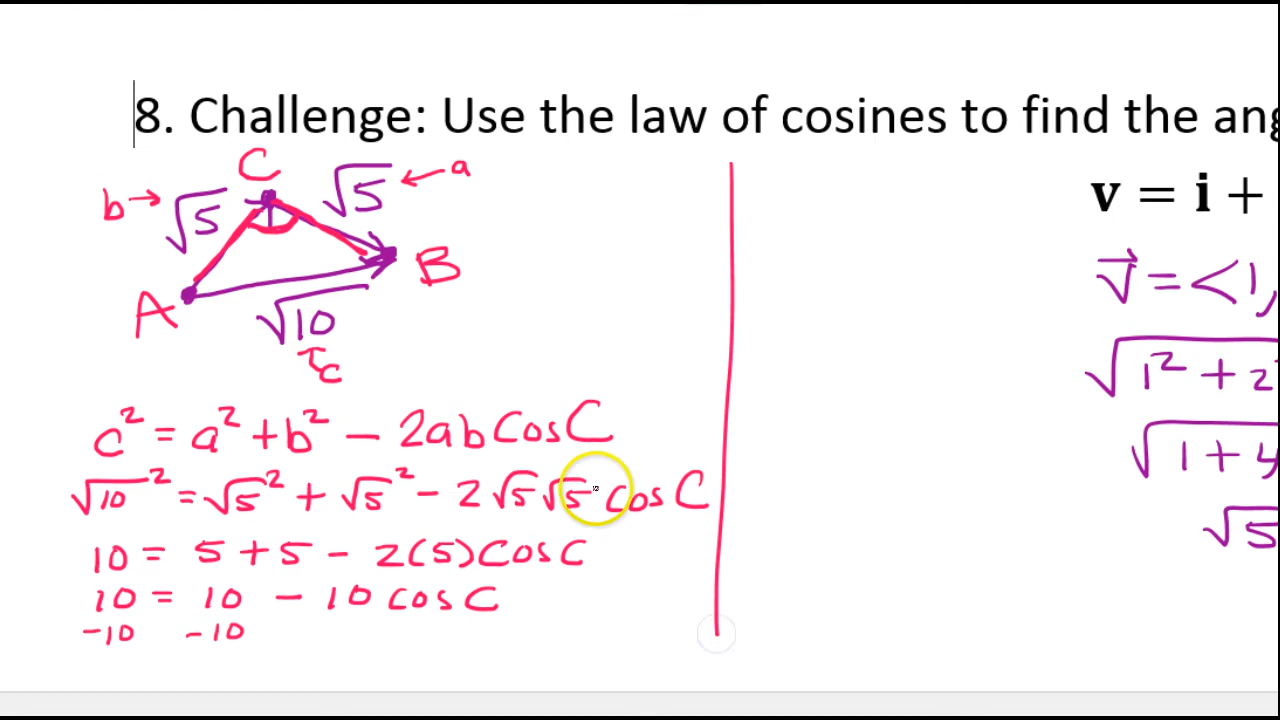 8. Challenge: Use the law of cosines to find the ang
C
b → √5
√5 ← a
v = i +
A
B
√10
c
v⃗ = <1,
√1² + 2
√1 + 4
√5
c² = a² + b² - 2ab Cos C
√10² = √5² + √5² - 2√5√5 cos C
10 = 5 + 5 - 2(5) Cos C
10 = 10 - 10 cos C
-10 -10